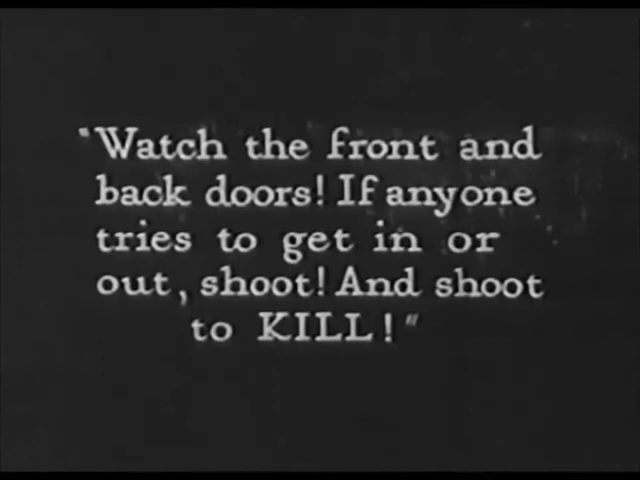 "Watch the front and
back doors! If anyone
tries to get in or
out, shoot! And shoot
to KILL!"